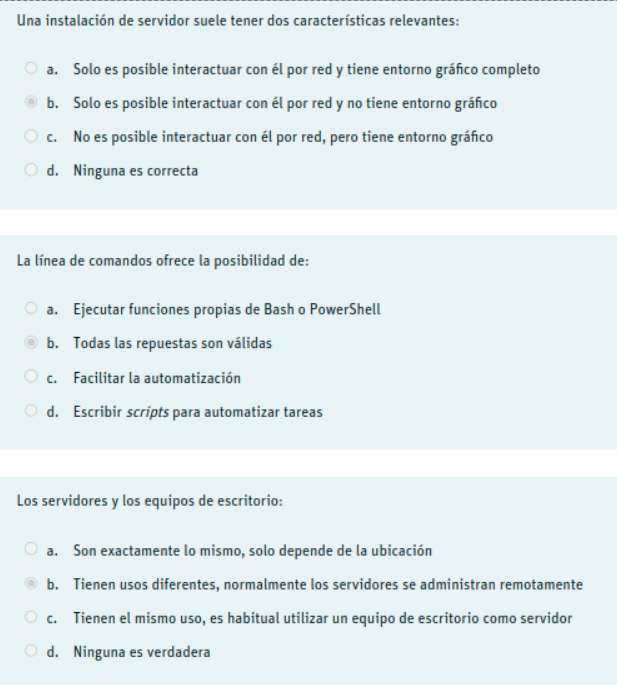 Una instalación de servidor suele tener dos características relevantes:
a. Solo es posible interactuar con él por red y tiene entorno gráfico completo
b. Solo es posible interactuar con él por red y no tiene entorno gráfico
c. No es posible interactuar con él por red, pero tiene entorno gráfico
d. Ninguna es correcta
La línea de comandos ofrece la posibilidad de:
a. Ejecutar funciones propias de Bash o PowerShell
b. Todas las repuestas son válidas
c. Facilitar la automatización
d. Escribir scripts para automatizar tareas
Los servidores y los equipos de escritorio:
a. Son exactamente lo mismo, solo depende de la ubicación
b. Tienen usos diferentes, normalmente los servidores se administran remotamente
c. Tienen el mismo uso, es habitual utilizar un equipo de escritorio como servidor
d. Ninguna es verdadera